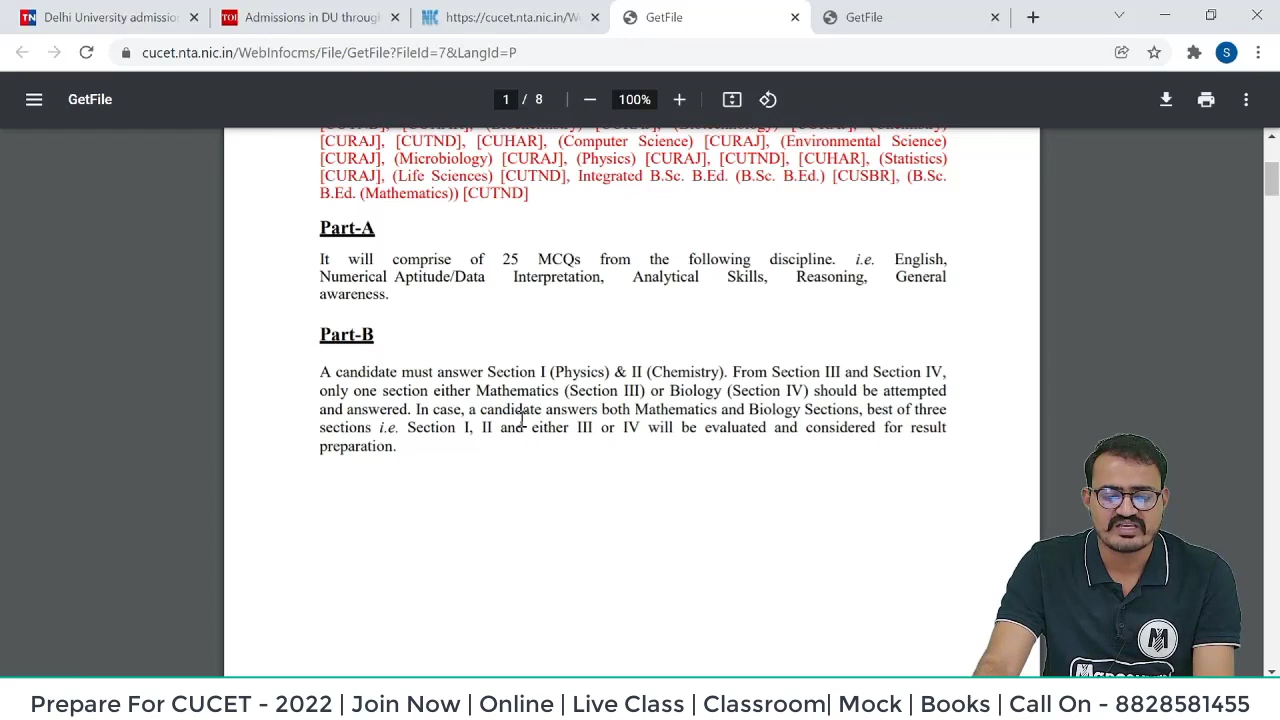 TN Delhi University admission
TOI Admissions in DU through
NIC https://cucet.nta.nic.in/We
GetFile
GetFile
cucet.nta.nic.in/WebInfocms/File/GetFile?FileId=7&LangId=P
S
GetFile
1 / 8
100%
[CURAJ], [CUTND], [CUHAR], (Computer Science) [CURAJ], (Environmental Science)
[CURAJ], (Microbiology) [CURAJ], (Physics) [CURAJ], [CUTND], [CUHAR], (Statistics)
[CURAJ], (Life Sciences) [CUTND], Integrated B.Sc. B.Ed. (B.Sc. B.Ed.) [CUSBR], (B.Sc.
B.Ed. (Mathematics)) [CUTND]
Part-A
It will comprise of 25 MCQs from the following discipline. i.e. English,
Numerical Aptitude/Data Interpretation, Analytical Skills, Reasoning, General
awareness.
Part-B
A candidate must answer Section I (Physics) & II (Chemistry). From Section III and Section IV,
only one section either Mathematics (Section III) or Biology (Section IV) should be attempted
and answered. In case, a candidate answers both Mathematics and Biology Sections, best of three
sections i.e. Section I, II and either III or IV will be evaluated and considered for result
preparation.
Prepare For CUCET - 2022 | Join Now | Online | Live Class | Classroom| Mock | Books | Call On - 8828581455